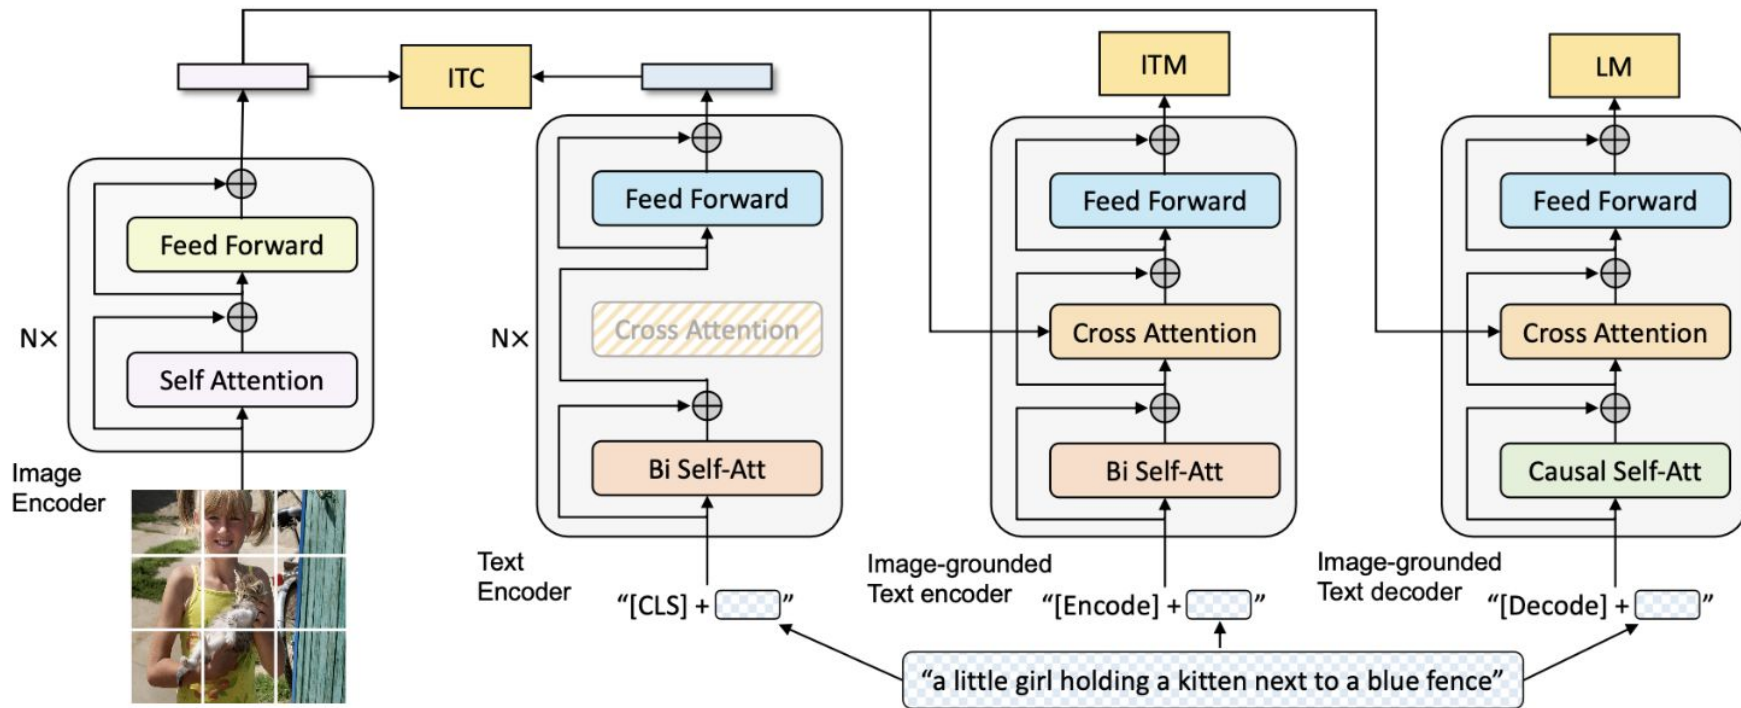 ITC
ITM
LM
Feed Forward
Self Attention
N×
Image
Encoder
Feed Forward
Cross Attention
Bi Self-Att
N×
Text
Encoder
“[CLS] + ”
Feed Forward
Cross Attention
Bi Self-Att
Image-grounded
Text encoder
“[Encode] + ”
Feed Forward
Cross Attention
Causal Self-Att
Image-grounded
Text decoder
“[Decode] + ”
“a little girl holding a kitten next to a blue fence”